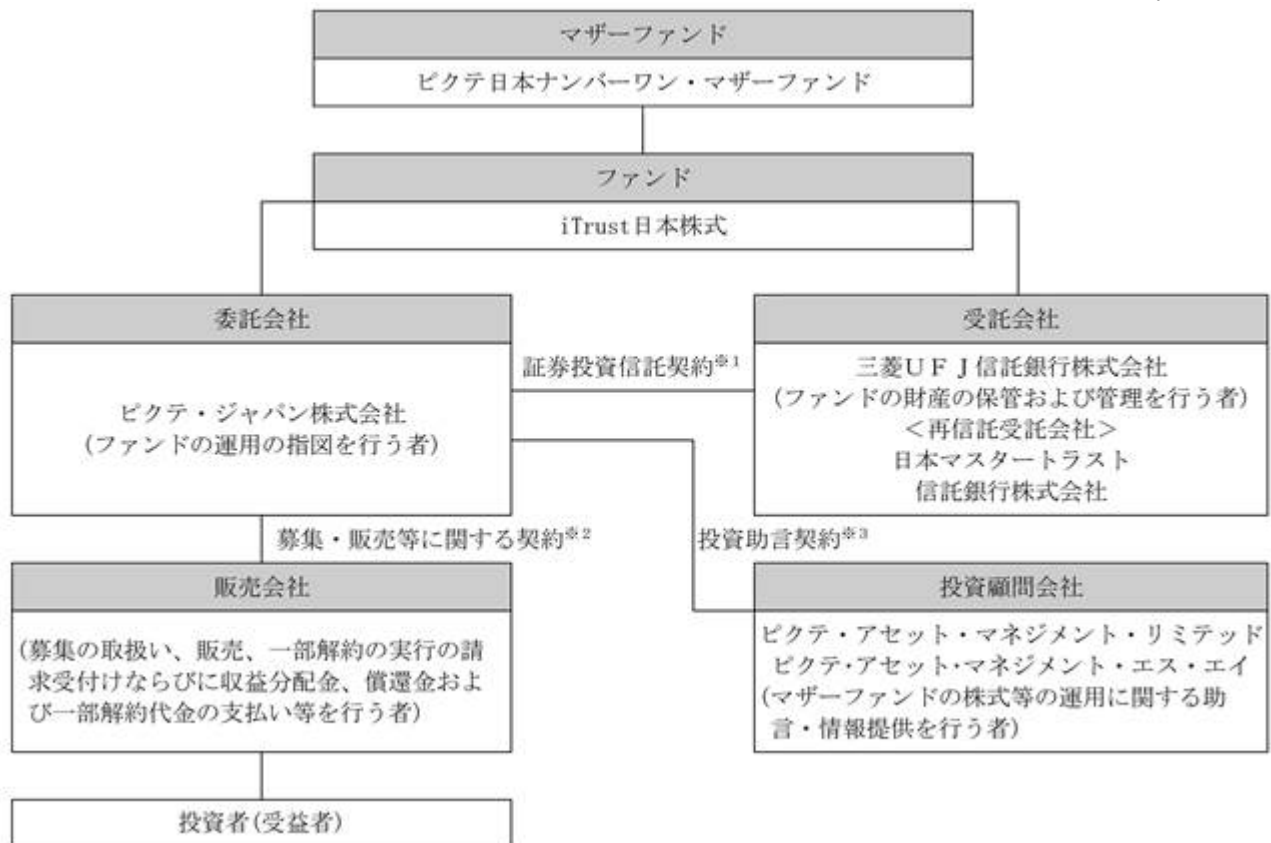 マザーファンド
ピクテ日本ナンバーワン・マザーファンド
ファンド
iTrust日本株式
委託会社
ピクテ・ジャパン株式会社
(ファンドの運用の指図を行う者)
証券投資信託契約※1
受託会社
三菱ＵＦＪ信託銀行株式会社
(ファンドの財産の保管および管理を行う者)
＜再信託受託会社＞
日本マスタートラスト
信託銀行株式会社
募集・販売等に関する契約※2
投資助言契約※3
販売会社
(募集の取扱い、販売、一部解約の実行の請
求受付けならびに収益分配金、償還金およ
び一部解約代金の支払い等を行う者)
投資顧問会社
ピクテ・アセット・マネジメント・リミテッド
ピクテ・アセット・マネジメント・エス・エイ
(マザーファンドの株式等の運用に関する助
言・情報提供を行う者)
投資者(受益者)